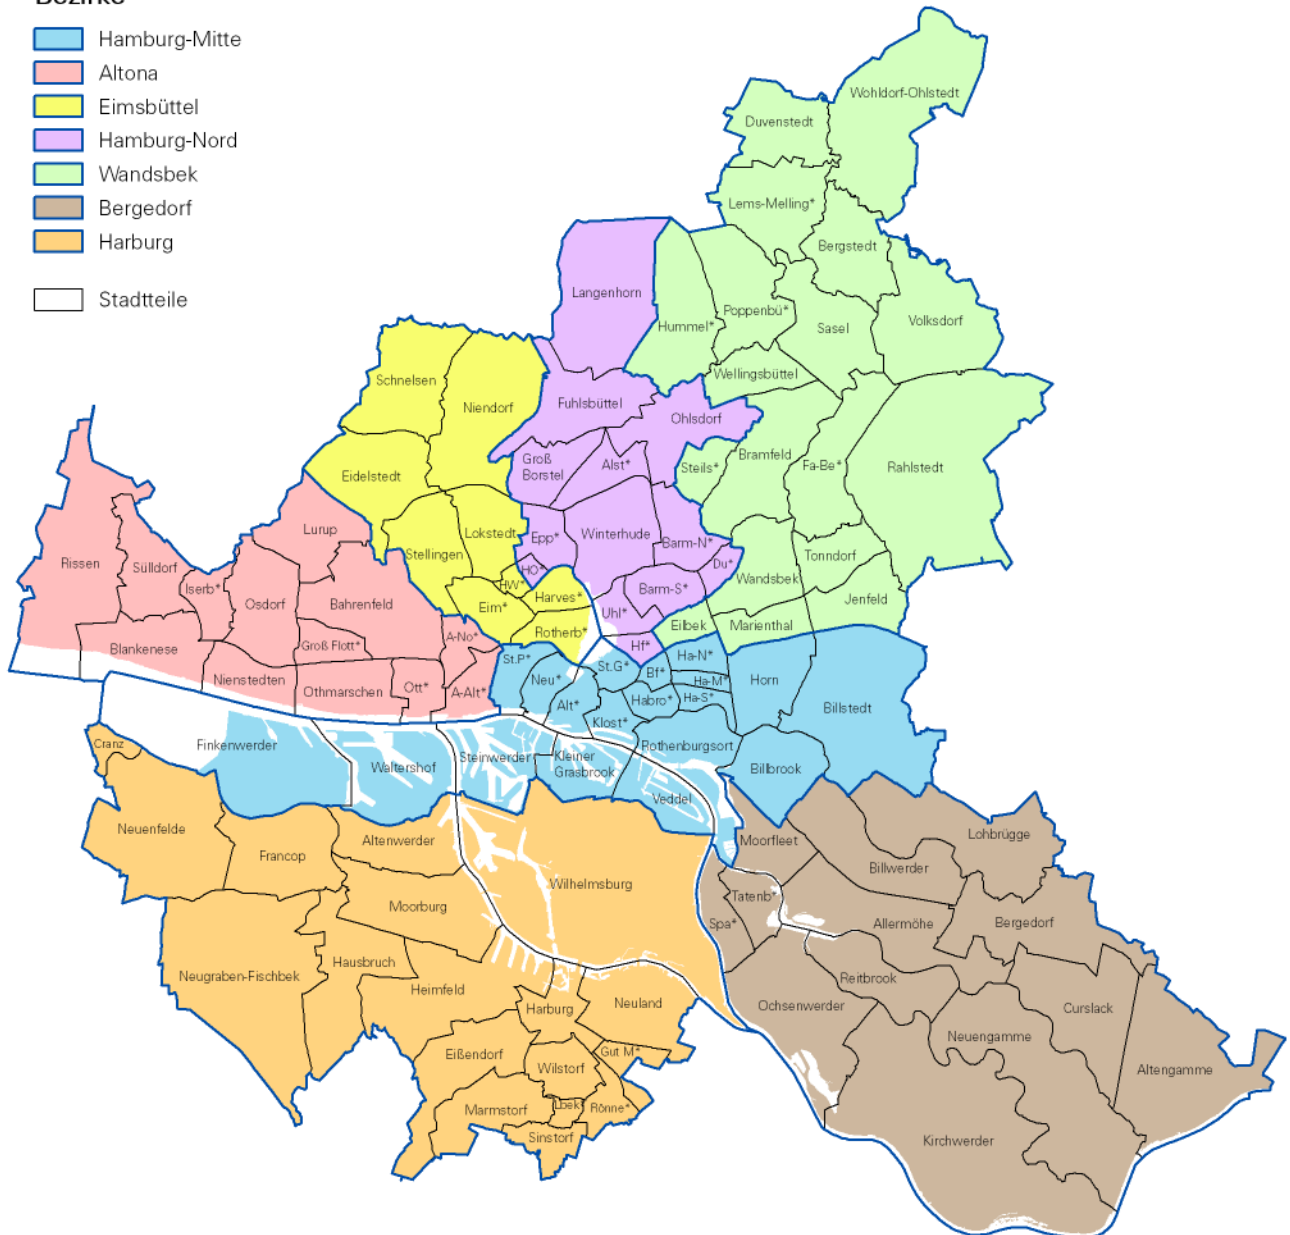 Bezirke
Hamburg-Mitte
Altona
Eimsbüttel
Hamburg-Nord
Wandsbek
Bergedorf
Harburg
Stadtteile
Wohldorf-Ohlstedt
Duvenstedt
Lems-Melling*
Bergstedt
Langenhorn
Poppenbü*
Hummel*
Sasel
Volksdorf
Wellingsbüttel
Schnelsen
Niendorf
Fuhlsbüttel
Ohlsdorf
Groß
Borstel
Alst*
Steils*
Bramfeld
Fa-Be*
Rahlstedt
Eidelstedt
Lurup
Lokstedt
Stellingen
Epp*
Winterhude
Barm-N*
Du*
Tonndorf
Wandsbek
Jenfeld
Rissen
Sülldorf
Iserb*
Osdorf
Bahrenfeld
HO*
HW*
Harves*
Eim*
Barm-S*
Uhl*
Eilbek
Marienthal
Rotherb*
Hf*
A-No*
Groß Flott*
Blankenese
Nienstedten
Othmarschen
Ott*
A-Alt*
St.P*
Neu*
St.G*
Bf*
Ha-N*
Ha-M*
Ha-S*
Horn
Billstedt
Alt*
Habro*
Klost*
Rothenburgsort
Billbrook
Cranz
Finkenwerder
Waltershof
Steinwerder
Kleiner
Grasbrook
Veddel
Neuenfelde
Francop
Altenwerder
Moorburg
Wilhelmsburg
Moorfleet
Lohbrügge
Billwerder
Tatenb*
Spa*
Allermöhe
Bergedorf
Neugraben-Fischbek
Hausbruch
Heimfeld
Harburg
Neuland
Ochsenwerder
Reitbrook
Curslack
Neuengamme
Altengamme
Eißendorf
Gut M*
Wilstorf
Marmstorf
Lbek*
Rönne*
Sinstorf
Kirchwerder